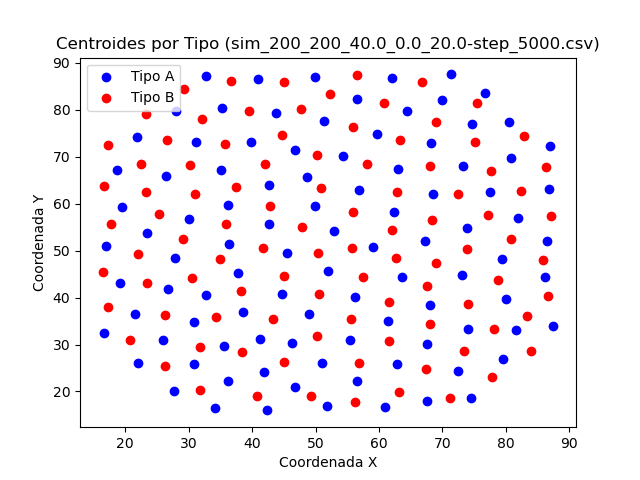 Centroides por Tipo (sim_200_200_40.0_0.0_20.0-step_5000.csv)
Tipo A
Tipo B
Coordenada Y
90
80
70
60
50
40
30
20
20 30 40 50 60 70 80 90
Coordenada X